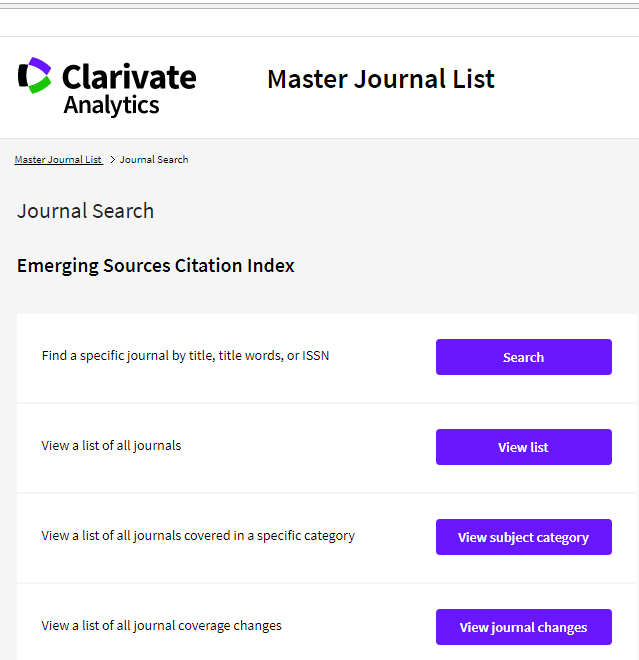 Clarivate
Analytics
Master Journal List
Master Journal List > Journal Search
Journal Search
Emerging Sources Citation Index
Find a specific journal by title, title words, or ISSN
Search
View a list of all journals
View list
View a list of all journals covered in a specific category
View subject category
View a list of all journal coverage changes
View journal changes